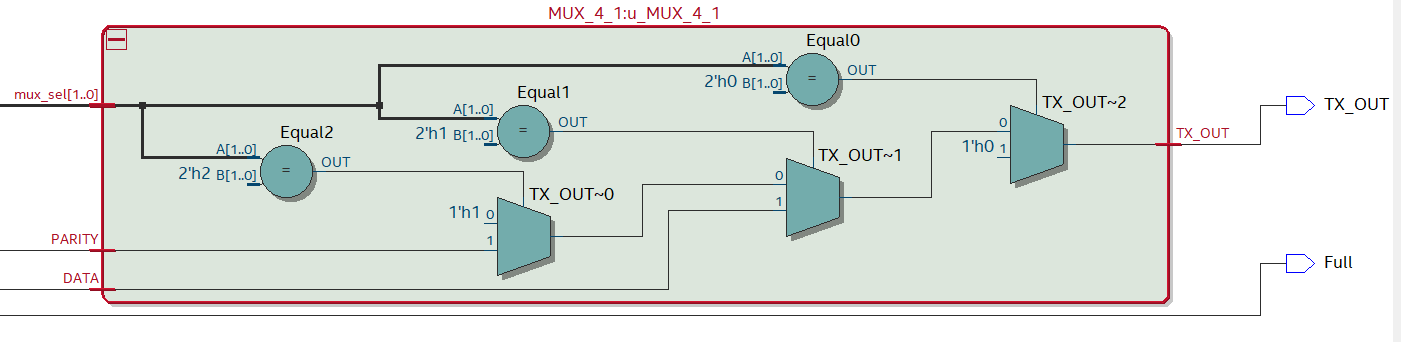 MUX_4_1:u_MUX_4_1
Equal0
A[1..0]
2'h0 B[1..0]
=
OUT
mux_sel[1..0]
Equal1
A[1..0]
2'h1 B[1..0]
=
OUT
TX_OUT~2
0
1'h0 1
TX_OUT
TX_OUT
Equal2
A[1..0]
2'h2 B[1..0]
=
OUT
TX_OUT~1
0
1
TX_OUT~0
1'h1 0
1
PARITY
DATA
Full